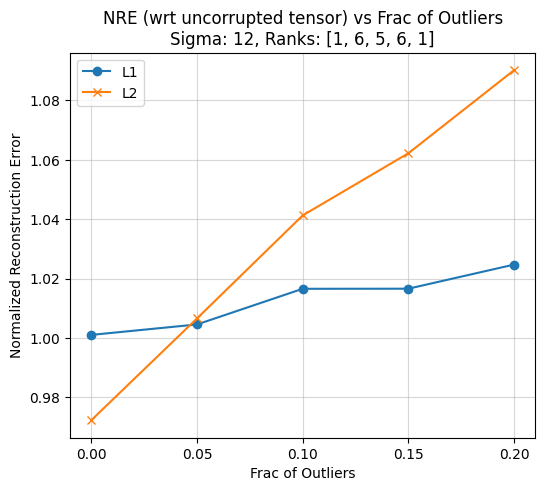 NRE (wrt uncorrupted tensor) vs Frac of Outliers
Sigma: 12, Ranks: [1, 6, 5, 6, 1]
L1
L2
Normalized Reconstruction Error
1.08
1.06
1.04
1.02
1.00
0.98
0.00 0.05 0.10 0.15 0.20
Frac of Outliers